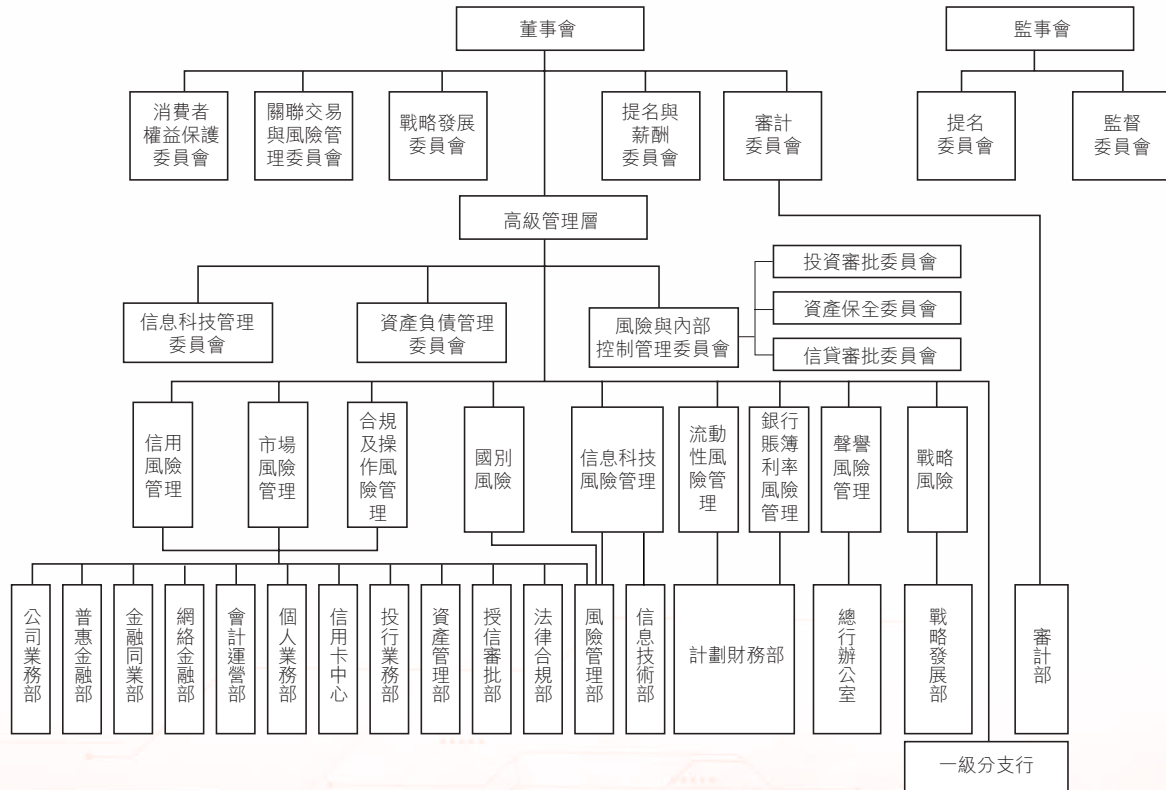 董事會
監事會
消費者
權益保護
委員會
關聯交易
與風險管
理委員會
戰略發展
委員會
提名與
薪酬
委員會
審計
委員會
提名
委員會
監督
委員會
高級管理層
信息科技管理
委員會
資產負債管理
委員會
風險與內部
控制管理委員會
投資審批委員會
資產保全委員會
信貸審批委員會
信用
風險
管理
市場
風險
管理
合規
及操
作風
險管
理
國別
風險
信息科技
風險管理
流動
性風
險管
理
銀行
賬簿
利率
風險
管理
聲譽
風險
管理
戰略
風險
公司業務部
普惠金融部
金融同業部
網絡金融部
會計運營部
個人業務部
信用卡中心
投行業務部
資產管理部
授信審批部
法律合規部
風險管理部
信息技術部
計劃財務部
總行辦公室
戰略發展部
審計部
一級分支行